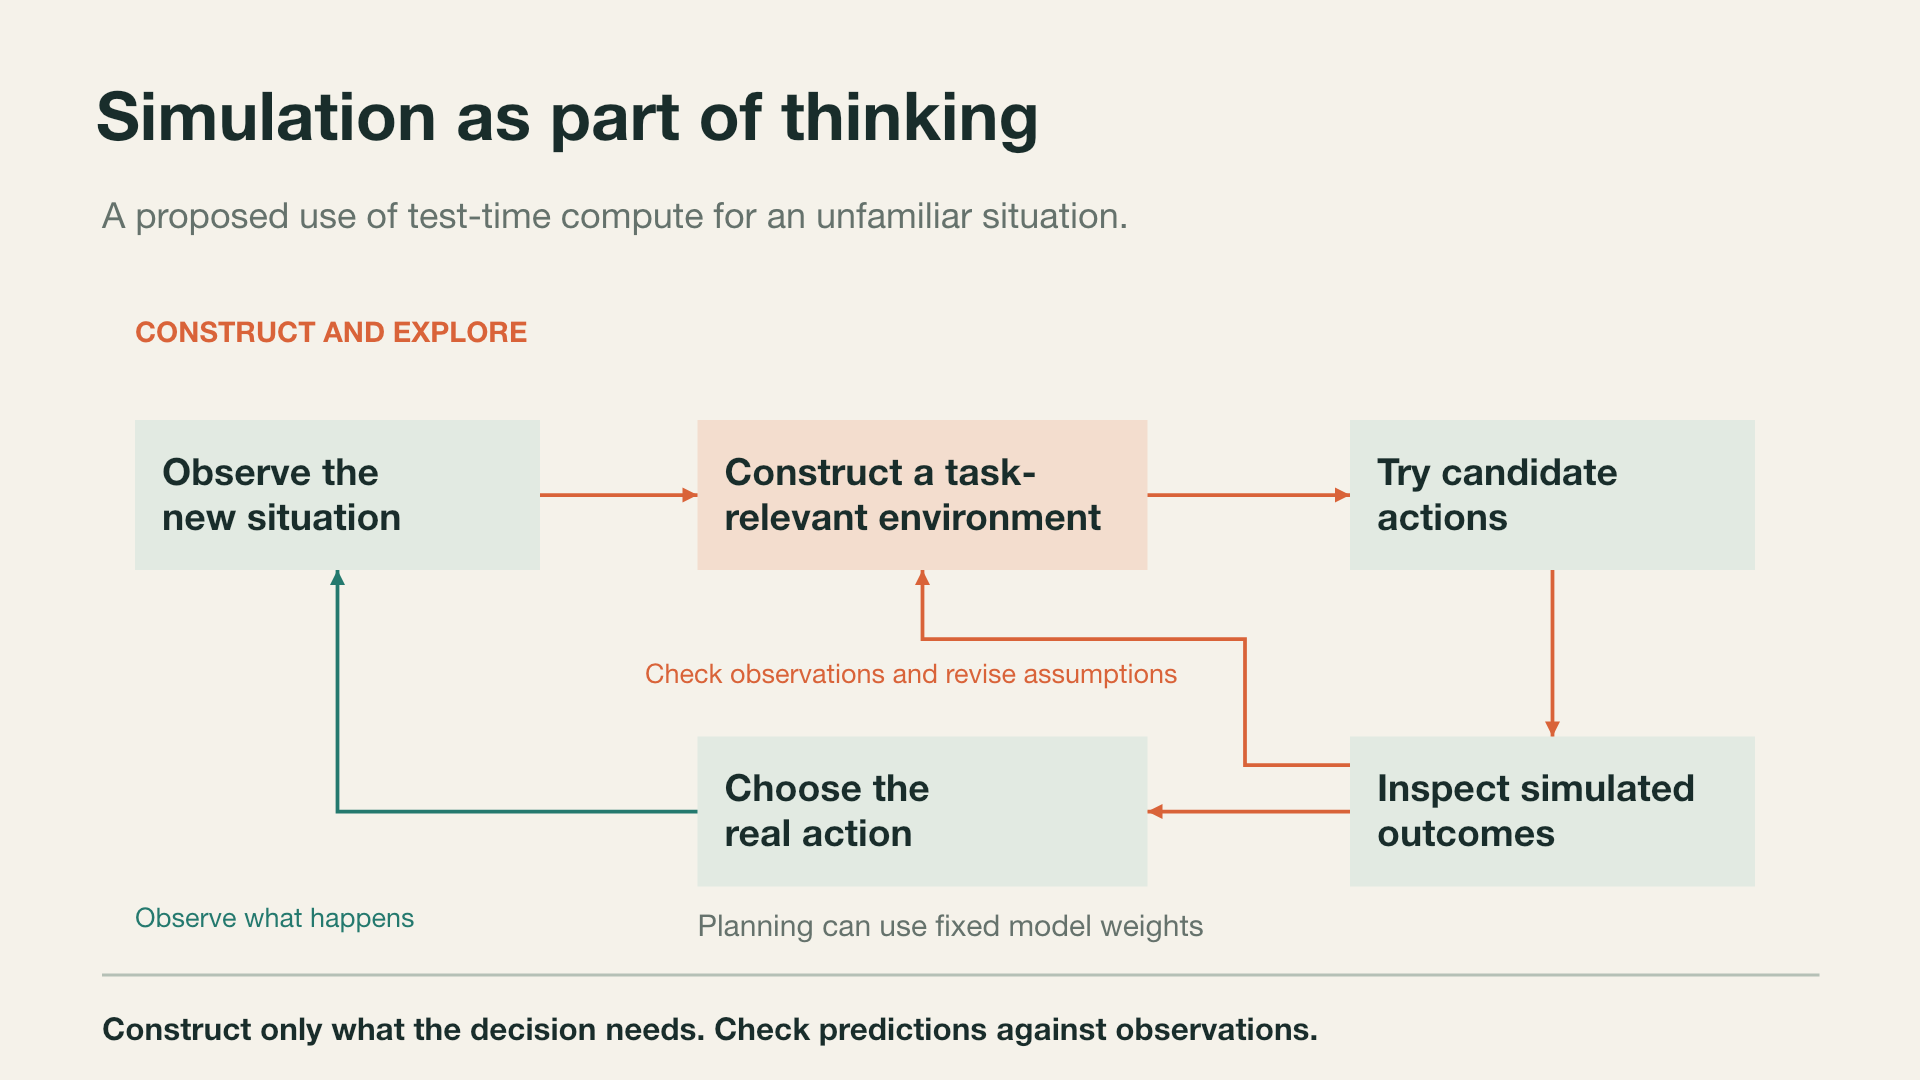 Simulation as part of thinking
A proposed use of test-time compute for an unfamiliar situation.
CONSTRUCT AND EXPLORE
Observe the
new situation
Construct a task-
relevant environment
Try candidate
actions
Check observations and revise assumptions
Choose the
real action
Inspect simulated
outcomes
Observe what happens
Planning can use fixed model weights
Construct only what the decision needs. Check predictions against observations.